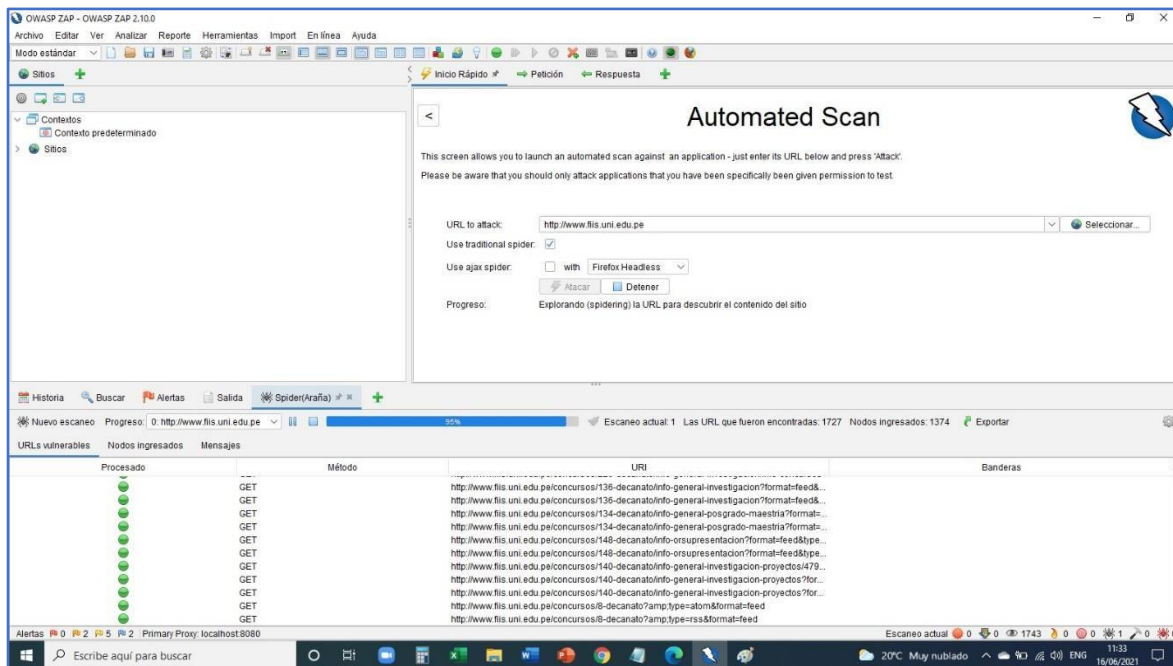 OWASP ZAP - OWASP ZAP 2.10.0
Archivo Editar Ver Analizar Reporte Herramientas Import En línea Ayuda
Modo estándar
Sitios
Inicio Rápido Petición Respuesta
Contextos
Contexto predeterminado
Sitios
<
Automated Scan
This screen allows you to launch an automated scan against an application - just enter its URL below and press 'Attack'.
Please be aware that you should only attack applications that you have been specifically been given permission to test.
URL to attack: http://www.fiis.uni.edu.pe Seleccionar...
Use traditional spider:
Use ajax spider: with Firefox Headless
Atacar Detener
Progreso: Explorando (spidering) la URL para descubrir el contenido del sitio
Historia Buscar Alertas Salida Spider(Araña)
Nuevo escaneo Progreso: 0: http://www.fiis.uni.edu.pe 95% Escaneo actual: 1 Las URL que fueron encontradas: 1727 Nodos ingresados: 1374 Exportar
URLs vulnerables Nodos ingresados Mensajes
Procesado Método URI Banderas
GET http://www.fiis.uni.edu.pe/concursos/136-decanato/info-general-investigacion?format=feed&...
GET http://www.fiis.uni.edu.pe/concursos/136-decanato/info-general-investigacion?format=feed&...
GET http://www.fiis.uni.edu.pe/concursos/134-decanato/info-general-posgrado-maestria?format=...
GET http://www.fiis.uni.edu.pe/concursos/134-decanato/info-general-posgrado-maestria?format=...
GET http://www.fiis.uni.edu.pe/concursos/148-decanato/info-orsupresentacion?format=feed&type...
GET http://www.fiis.uni.edu.pe/concursos/148-decanato/info-orsupresentacion?format=feed&type...
GET http://www.fiis.uni.edu.pe/concursos/140-decanato/info-general-investigacion-proyectos/479...
GET http://www.fiis.uni.edu.pe/concursos/140-decanato/info-general-investigacion-proyectos?for...
GET http://www.fiis.uni.edu.pe/concursos/140-decanato/info-general-investigacion-proyectos?for...
GET http://www.fiis.uni.edu.pe/concursos/8-decanato?amp;type=atom&format=feed
GET http://www.fiis.uni.edu.pe/concursos/8-decanato?amp;type=rss&format=feed
Alertas 0 2 5 2 Primary Proxy: localhost:8080 Escaneo actual 0 0 1743 0 0 1 0
Escribe aquí para buscar 20°C Muy nublado ENG 11:33
16/06/2021